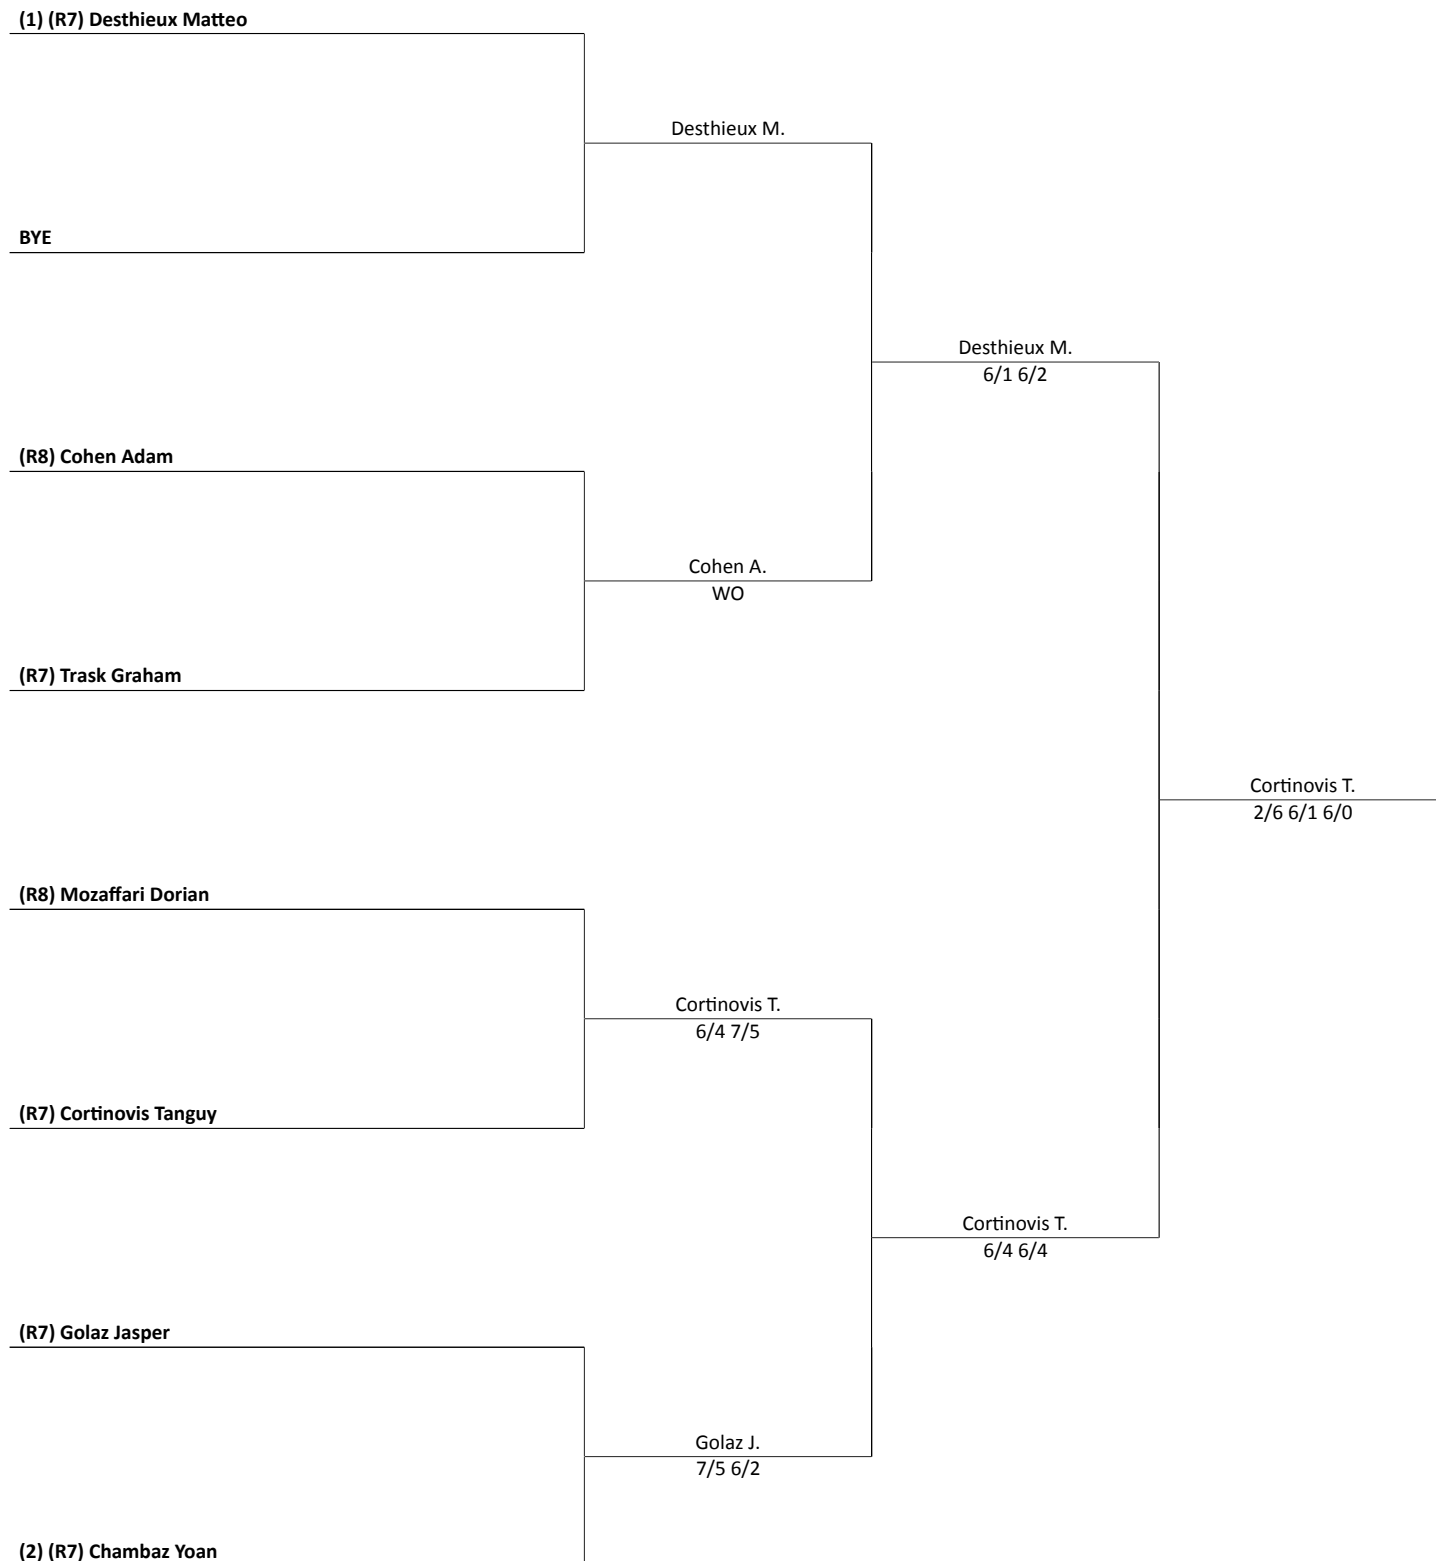 (1) (R7) Desthieux Matteo
Desthieux M.
BYE
Desthieux M.
6/1 6/2
(R8) Cohen Adam
Cohen A.
WO
(R7) Trask Graham
Cortinovis T.
2/6 6/1 6/0
(R8) Mozaffari Dorian
Cortinovis T.
6/4 7/5
(R7) Cortinovis Tanguy
Cortinovis T.
6/4 6/4
(R7) Golaz Jasper
Golaz J.
7/5 6/2
(2) (R7) Chambaz Yoan